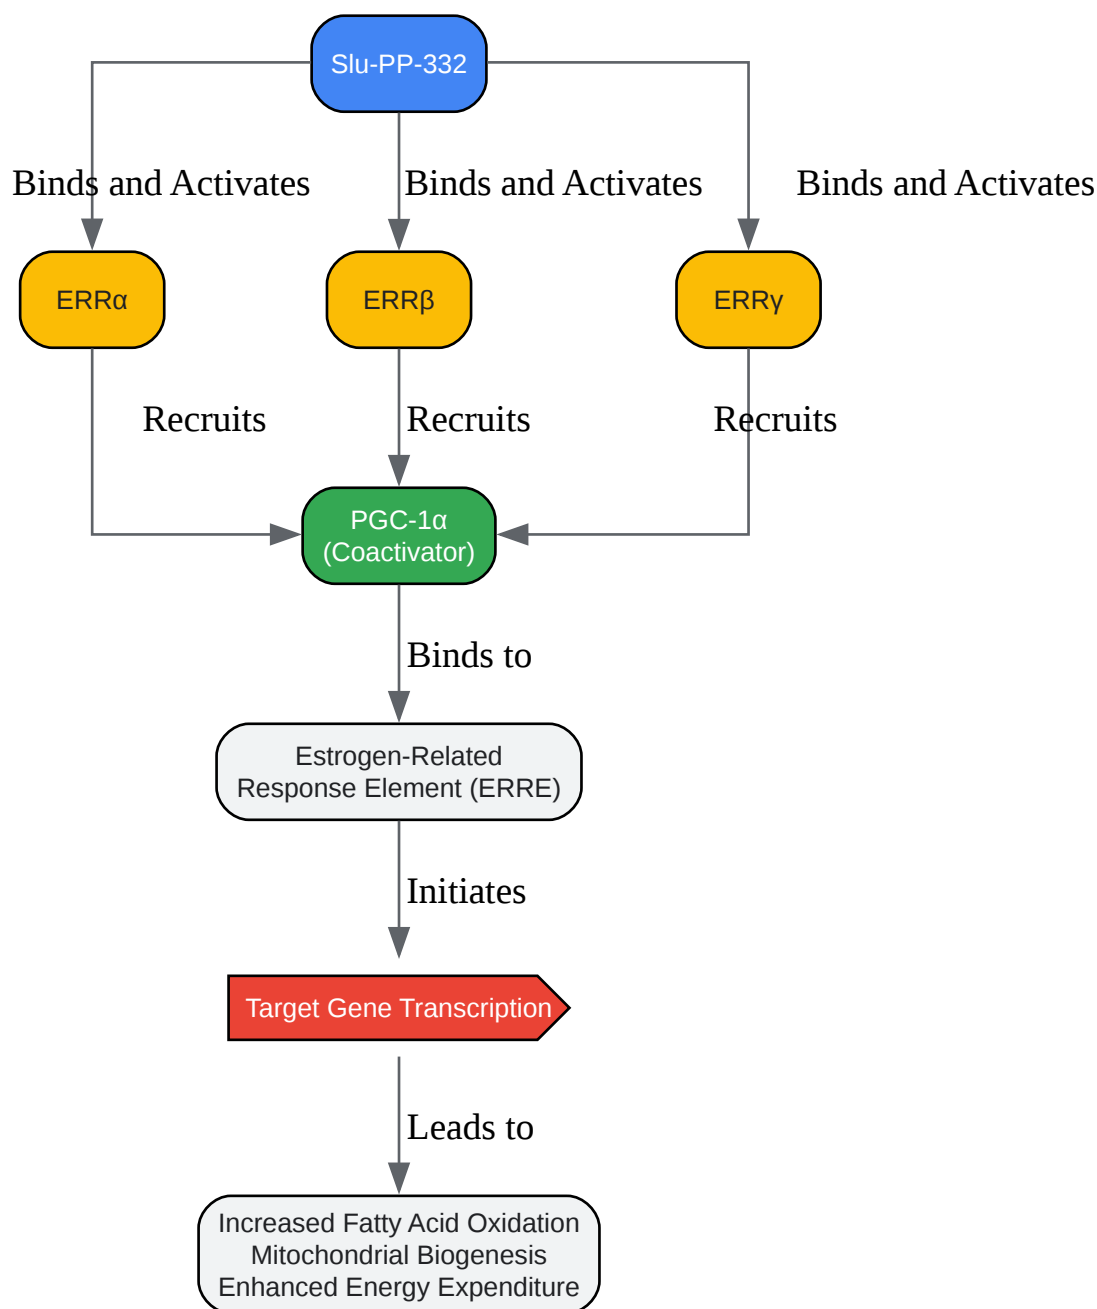 Slu-PP-332
Binds and Activates
Binds and Activates
Binds and Activates
ERRα
ERRβ
ERRγ
Recruits
Recruits
Recruits
PGC-1α
(Coactivator)
Binds to
Estrogen-Related
Response Element (ERRE)
Initiates
Target Gene Transcription
Leads to
Increased Fatty Acid Oxidation
Mitochondrial Biogenesis
Enhanced Energy Expenditure